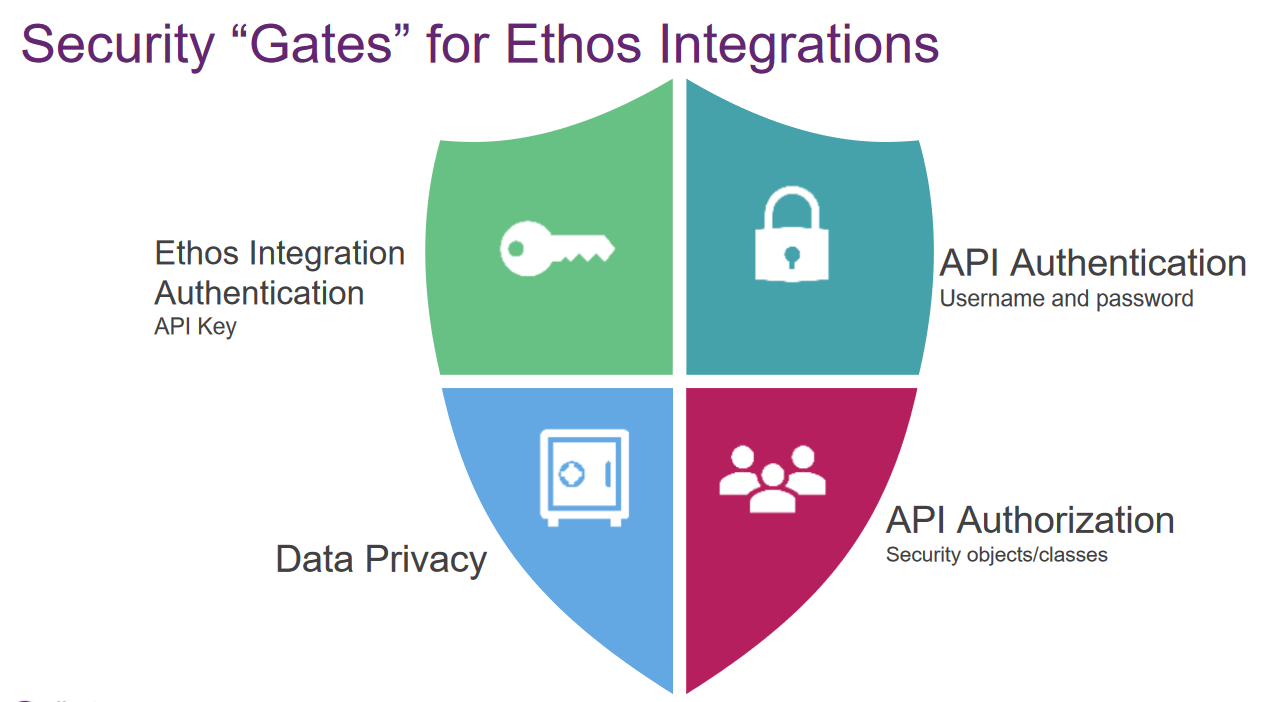 Security “Gates” for Ethos Integrations
Ethos Integration
Authentication
API Key
API Authentication
Username and password
Data Privacy
API Authorization
Security objects/classes